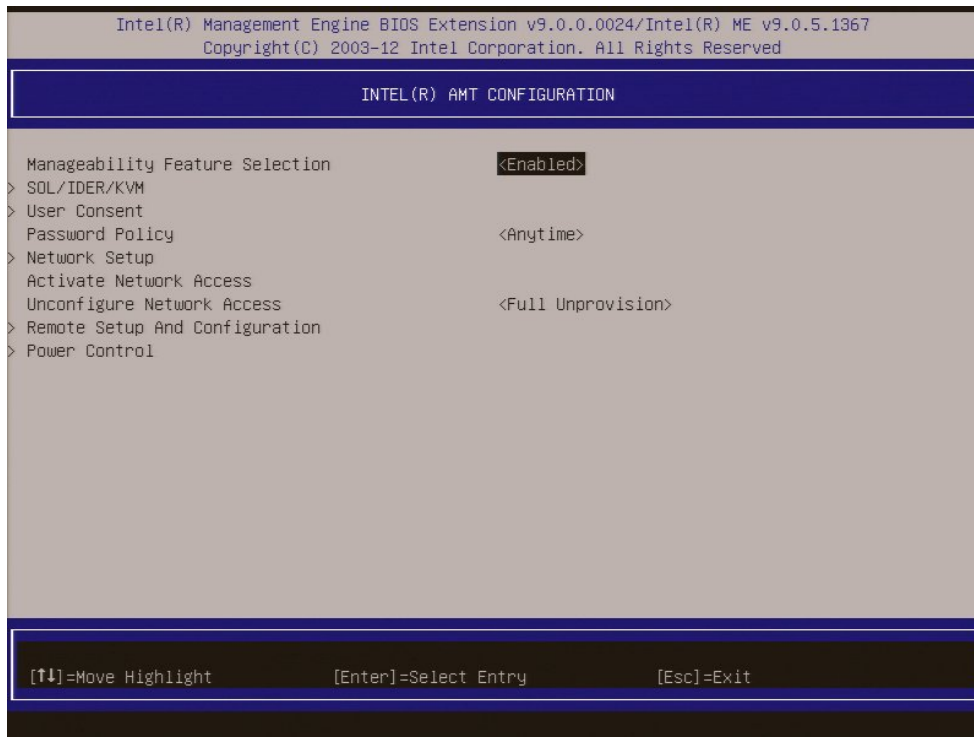 Intel(R) Management Engine BIOS Extension v9.0.0.0024/Intel(R) ME v9.0.5.1367
Copyright(C) 2003-12 Intel Corporation. All Rights Reserved
INTEL(R) AMT CONFIGURATION
Manageability Feature Selection <Enabled>
> SOL/IDER/KVM
> User Consent
Password Policy <Anytime>
> Network Setup
Activate Network Access
Unconfigure Network Access <Full Unprovision>
> Remote Setup And Configuration
> Power Control
[↑↓]=Move Highlight [Enter]=Select Entry [Esc]=Exit